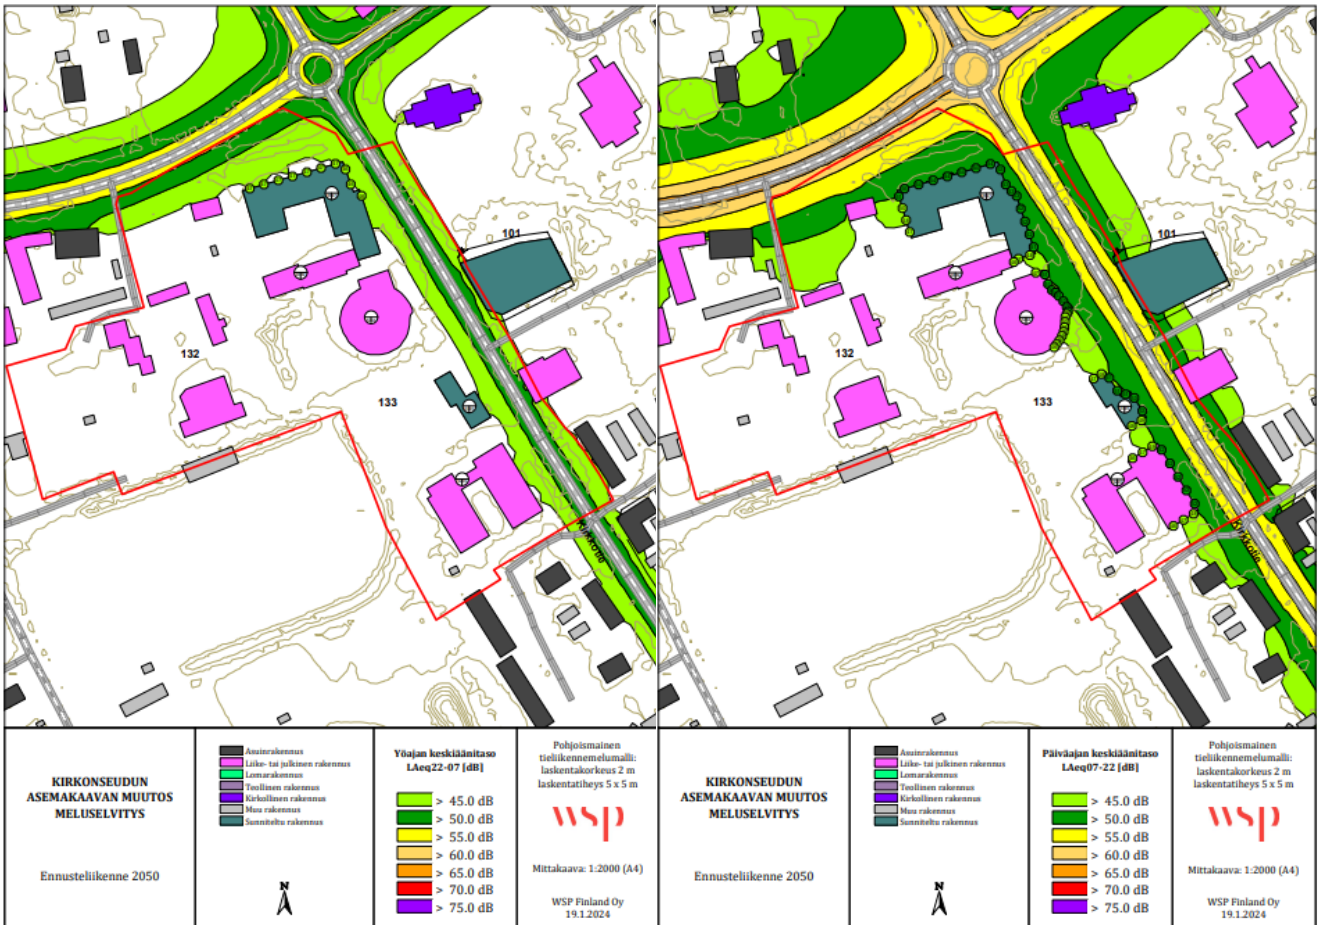 101
132
133
Kirkkotie
KIRKONSEUDUN
ASEMAKAAVAN MUUTOS
MELUSELVITYS
Ennusteliikenne 2050
Asuinrakennus
Liike- tai julkinen rakennus
Lomarakennus
Teollinen rakennus
Kirkollinen rakennus
Muu rakennus
Sunniteltu rakennus
N
Yöajan keskiäänitaso
LAeq22-07 [dB]
> 45.0 dB
> 50.0 dB
> 55.0 dB
> 60.0 dB
> 65.0 dB
> 70.0 dB
> 75.0 dB
Pohjoismainen
tieliikennemelumalli:
laskentakorkeus 2 m
laskentatiheys 5 x 5 m
wsp
Mittakaava: 1:2000 (A4)
WSP Finland Oy
19.1.2024
101
132
133
Kirkkotie
KIRKONSEUDUN
ASEMAKAAVAN MUUTOS
MELUSELVITYS
Ennusteliikenne 2050
Asuinrakennus
Liike- tai julkinen rakennus
Lomarakennus
Teollinen rakennus
Kirkollinen rakennus
Muu rakennus
Sunniteltu rakennus
N
Päiväajan keskiäänitaso
LAeq07-22 [dB]
> 45.0 dB
> 50.0 dB
> 55.0 dB
> 60.0 dB
> 65.0 dB
> 70.0 dB
> 75.0 dB
Pohjoismainen
tieliikennemelumalli:
laskentakorkeus 2 m
laskentatiheys 5 x 5 m
wsp
Mittakaava: 1:2000 (A4)
WSP Finland Oy
19.1.2024